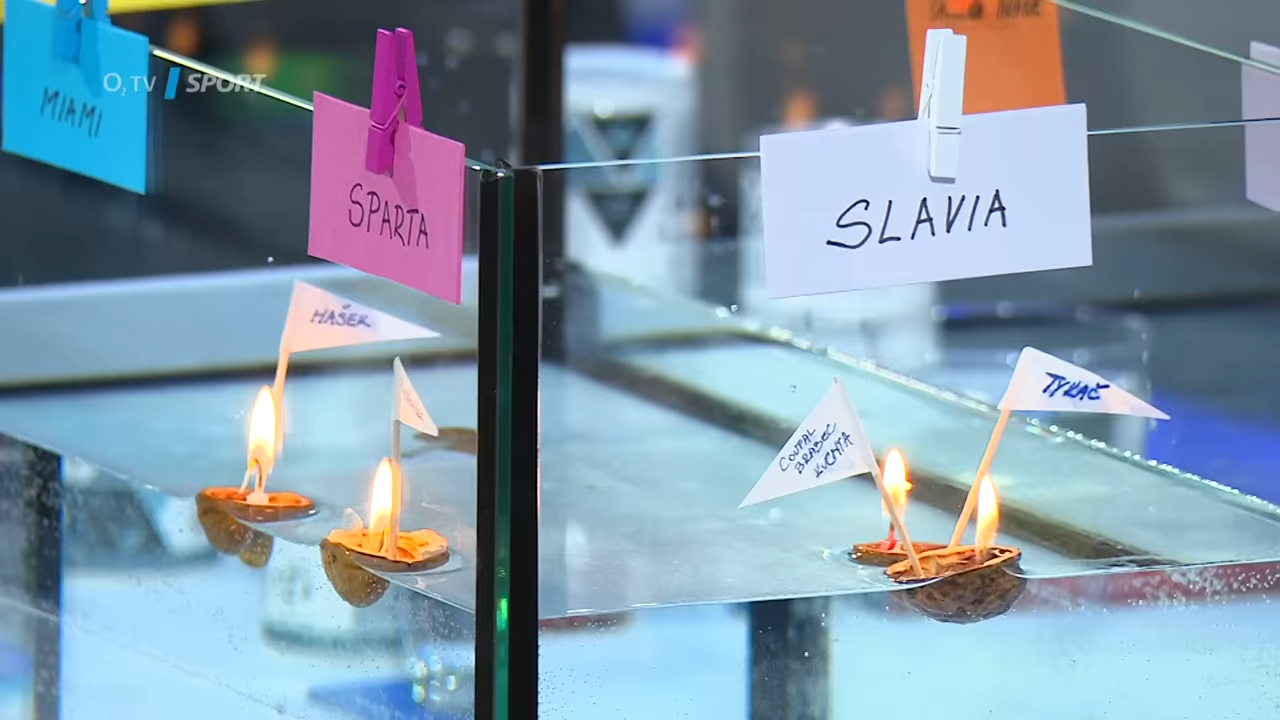 O2 TV SPORT
MIAMI
SPARTA
SLAVIA
HAŠEK
COUFAL
BRABEC
KUCHTA
TYKAČ